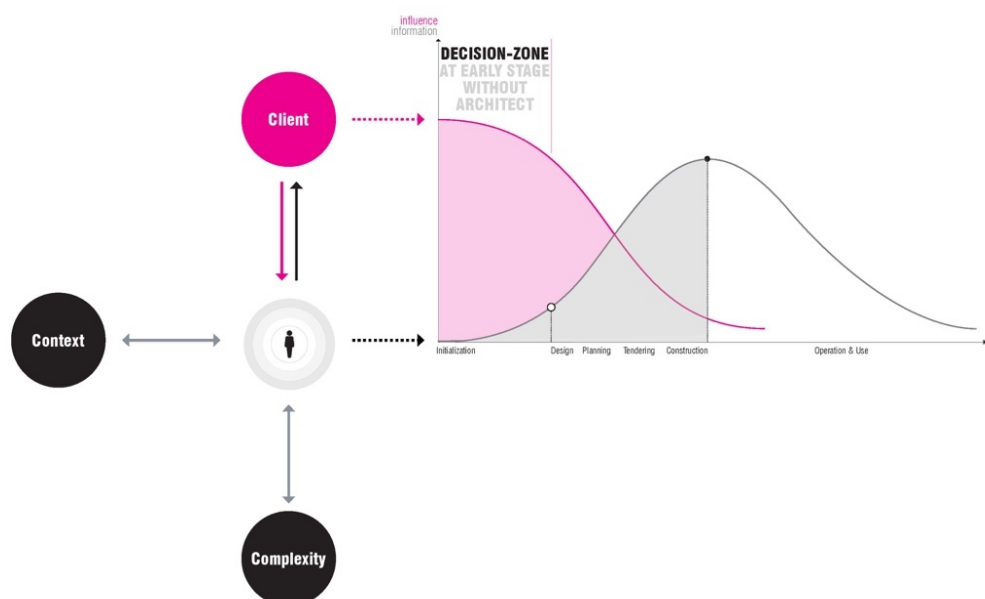 influence
information
DECISION-ZONE
AT EARLY STAGE
WITHOUT
ARCHITECT
Client
Context
Initialization
Design
Planning
Tendering
Construction
Operation & Use
Complexity